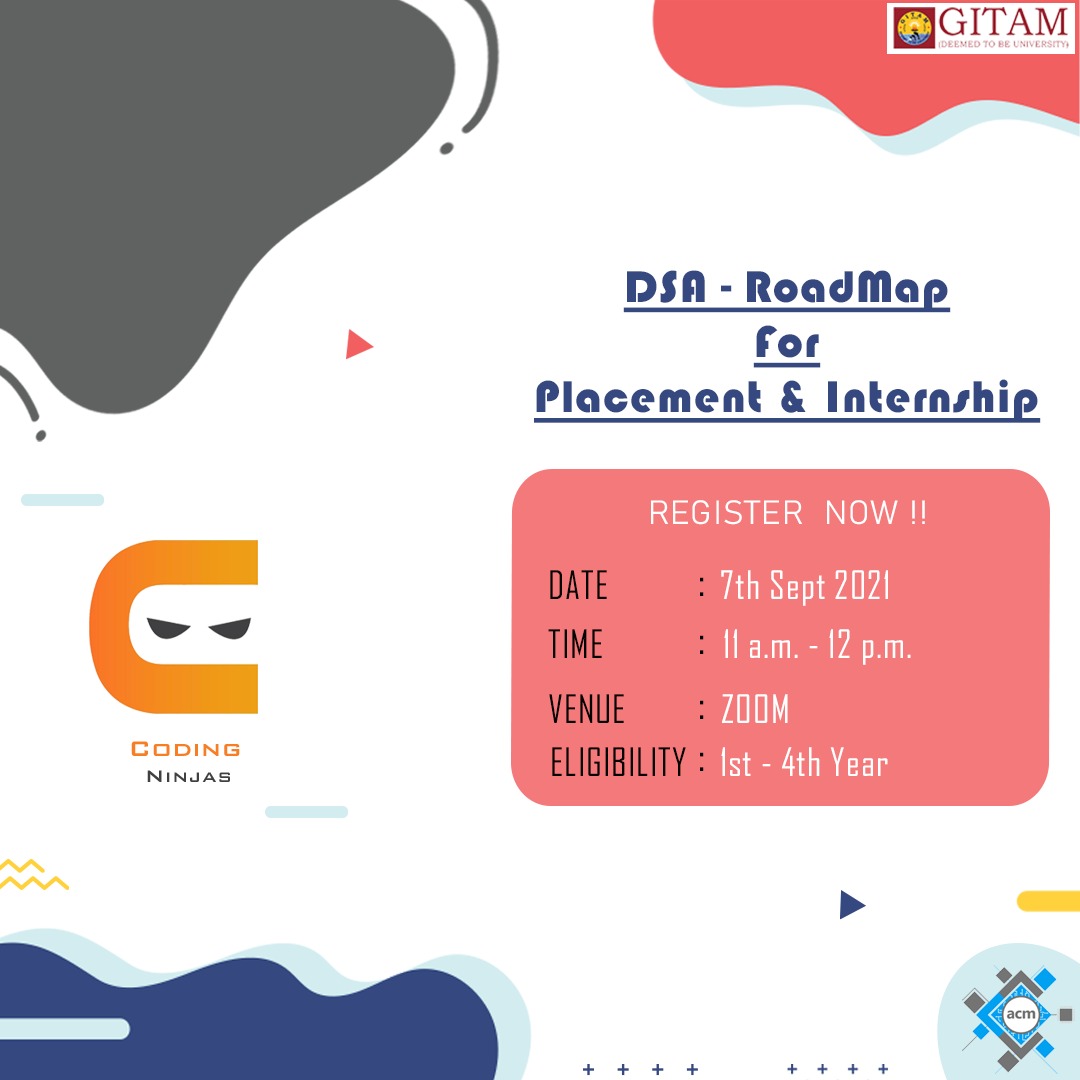 GITAM
(DEEMED TO BE UNIVERSITY)
DSA - RoadMap
For
Placement & Internship
REGISTER NOW !!
DATE : 7th Sept 2021
TIME : 11 a.m. - 12 p.m.
VENUE : ZOOM
ELIGIBILITY : 1st - 4th Year
CODING
NINJAS
acm